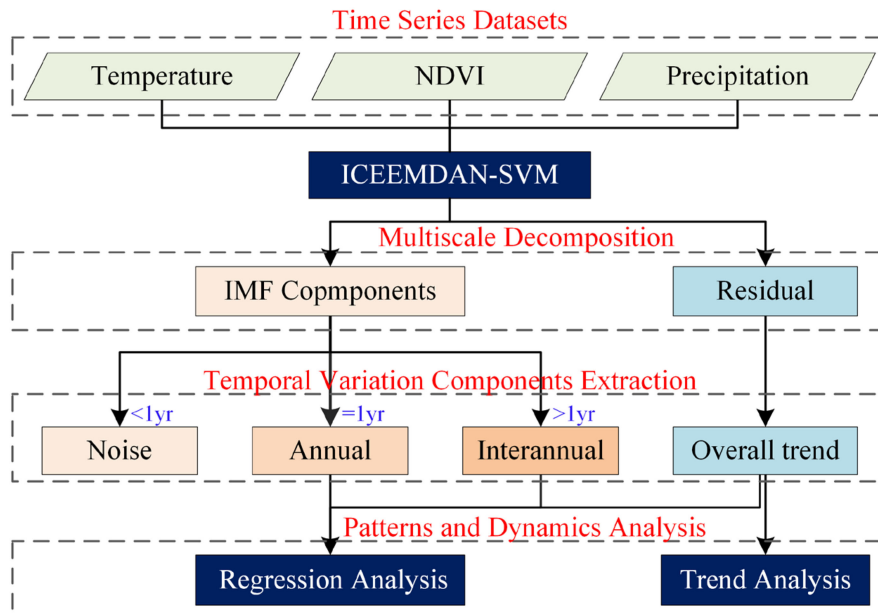 Time Series Datasets
Temperature
NDVI
Precipitation
ICEEMDAN-SVM
Multiscale Decomposition
IMF Copmponents
Residual
Temporal Variation Components Extraction
<1yr
=1yr
>1yr
Noise
Annual
Interannual
Overall trend
Patterns and Dynamics Analysis
Regression Analysis
Trend Analysis